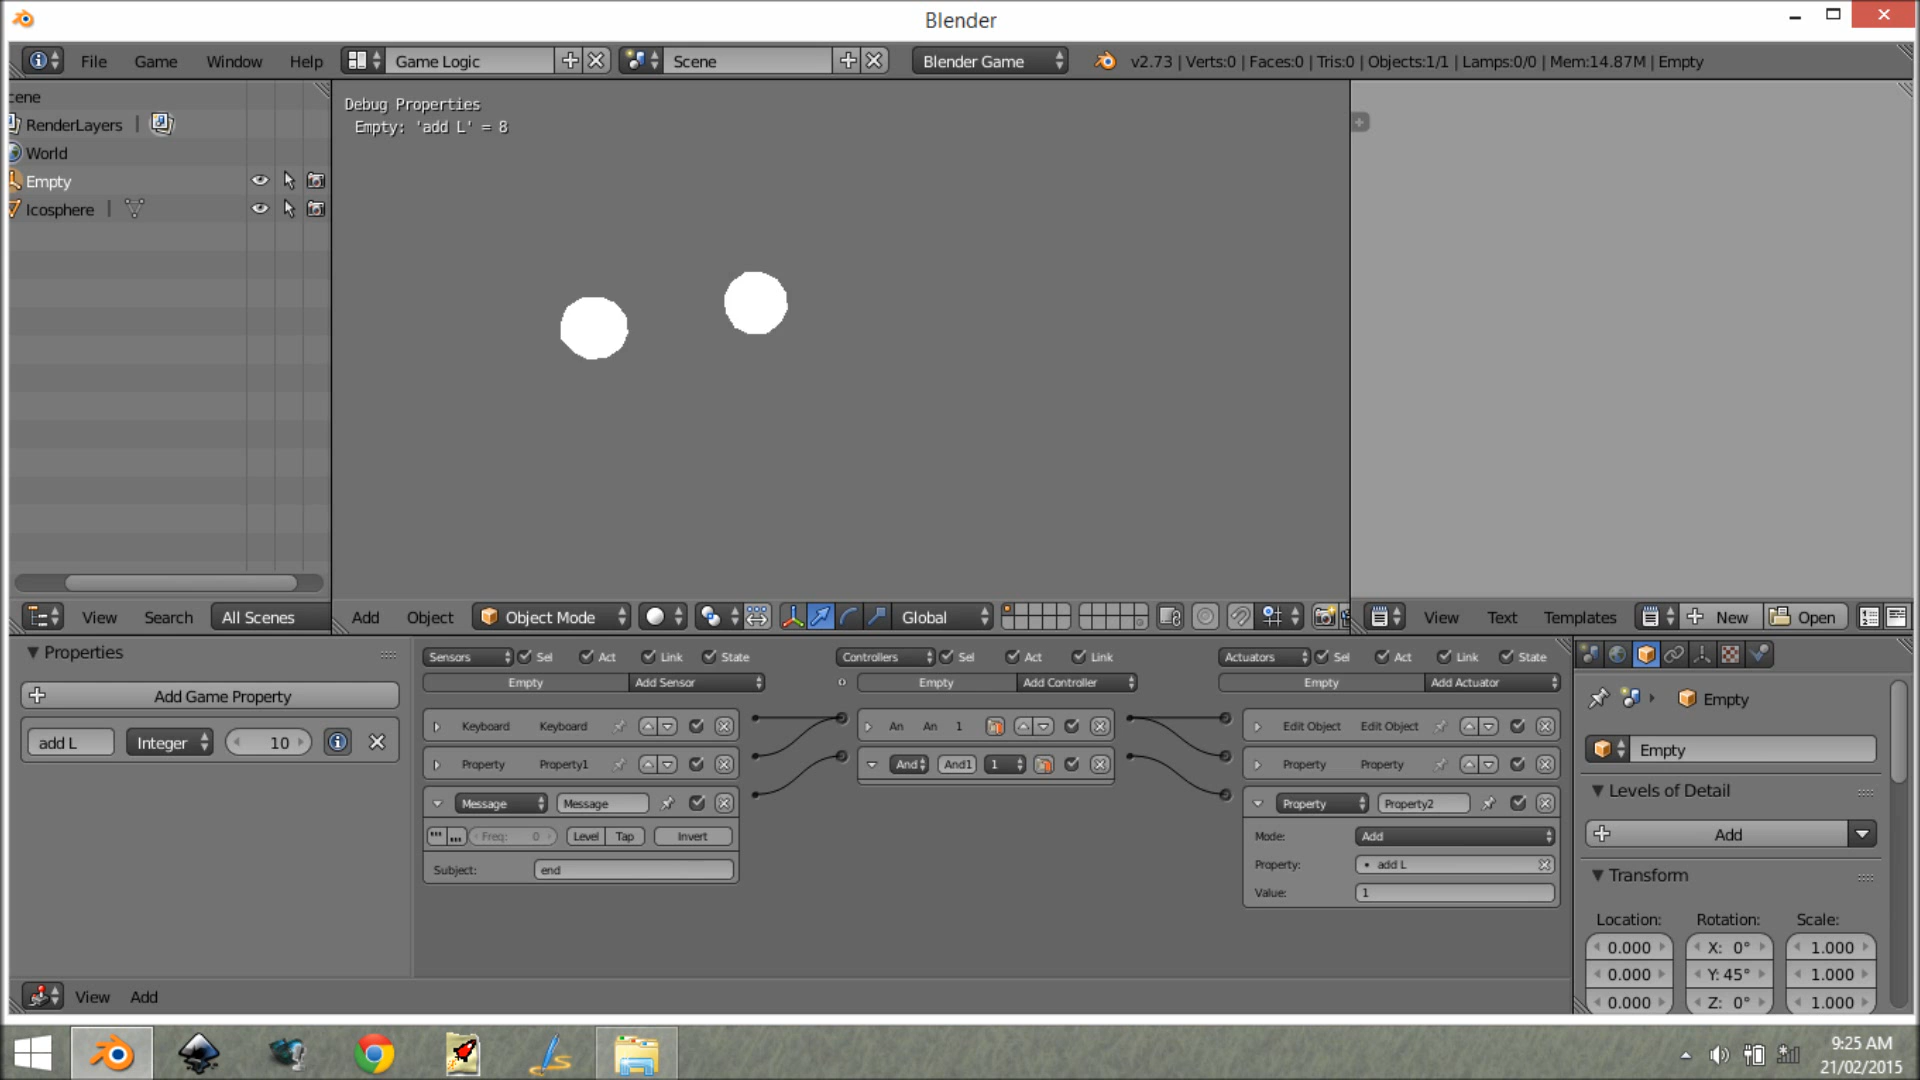 Blender
File Game Window Help Game Logic Scene Blender Game v2.73 | Verts:0 | Faces:0 | Tris:0 | Objects:1/1 | Lamps:0/0 | Mem:14.87M | Empty
cene
RenderLayers
World
Empty
Icosphere
Debug Properties
Empty: 'add L' = 8
View Search All Scenes
Add Object Object Mode Global
View Text Templates New Open
Properties
Add Game Property
add L Integer 10
Sensors Sel Act Link State
Empty Add Sensor
Keyboard Keyboard
Property Property1
Message Message
Freq: 0 Level Tap Invert
Subject: end
Controllers Sel Act Link
Empty Add Controller
An An 1
And And1 1
Actuators Sel Act Link State
Empty Add Actuator
Edit Object Edit Object
Property Property
Property Property2
Mode: Add
Property: add L
Value: 1
Empty
Empty
Levels of Detail
Add
Transform
Location: Rotation: Scale:
0.000 X: 0° 1.000
0.000 Y: 45° 1.000
0.000 Z: 0° 1.000
View Add
9:25 AM
21/02/2015